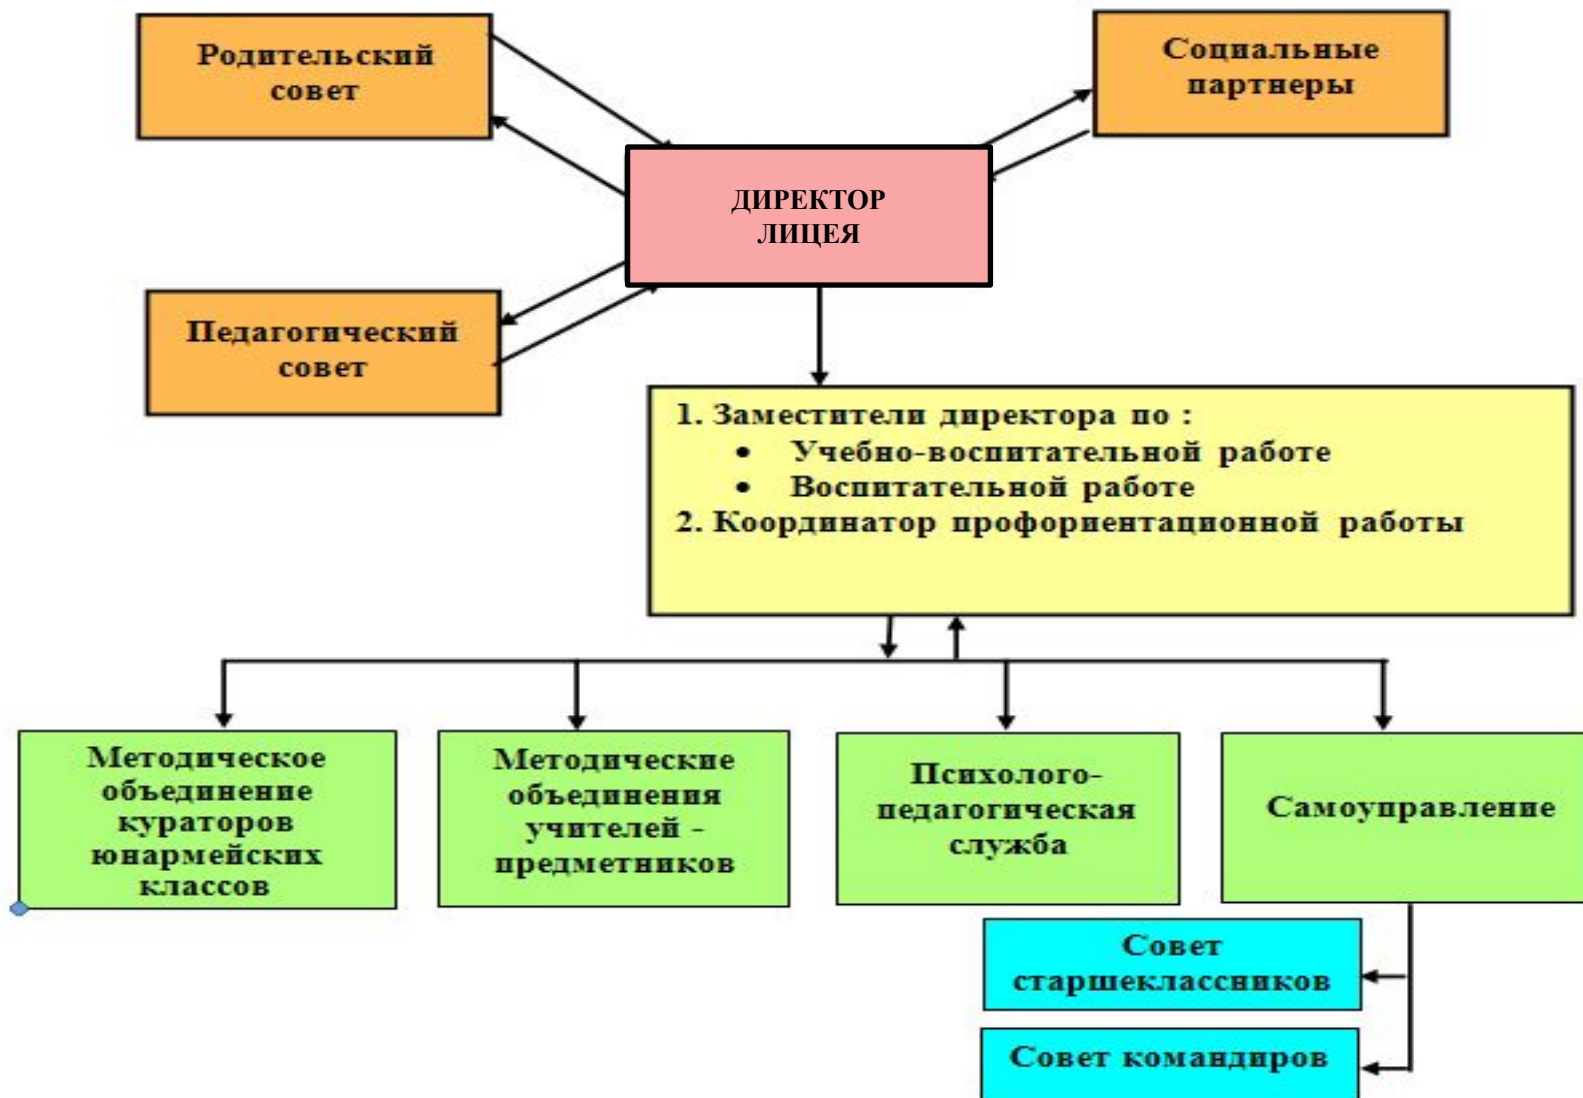 Родительский
совет
Социальные
партнеры
ДИРЕКТОР
ЛИЦЕЯ
Педагогический
совет
1. Заместители директора по :
• Учебно-воспитательной работе
• Воспитательной работе
2. Координатор профориентационной работы
Методическое
объединение
кураторов
юнармейских
классов
Методические
объединения
учителей -
предметников
Психолого-
педагогическая
служба
Самоуправление
Совет
старшеклассников
Совет командиров